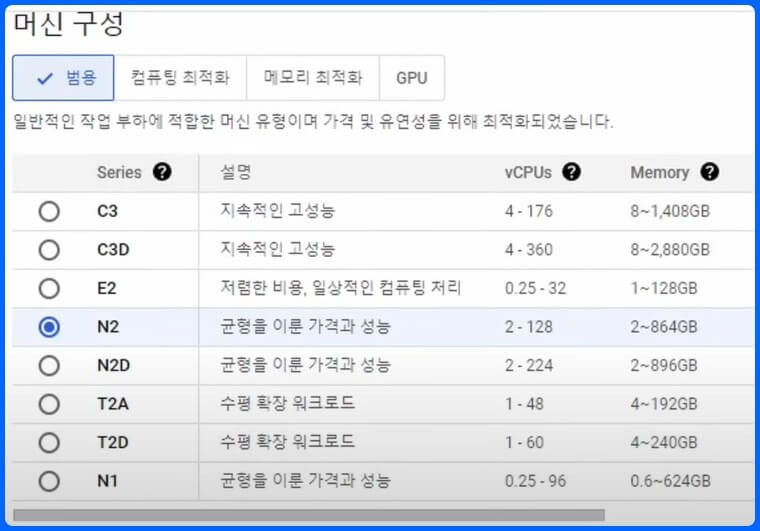 머신 구성
범용 컴퓨팅 최적화 메모리 최적화 GPU
일반적인 작업 부하에 적합한 머신 유형이며 가격 및 유연성을 위해 최적화되었습니다.
Series ? 설명 vCPUs ? Memory ?
C3 지속적인 고성능 4 - 176 8~1,408GB
C3D 지속적인 고성능 4 - 360 8~2,880GB
E2 저렴한 비용, 일상적인 컴퓨팅 처리 0.25 - 32 1~128GB
N2 균형을 이룬 가격과 성능 2 - 128 2~864GB
N2D 균형을 이룬 가격과 성능 2 - 224 2~896GB
T2A 수평 확장 워크로드 1 - 48 4~192GB
T2D 수평 확장 워크로드 1 - 60 4~240GB
N1 균형을 이룬 가격과 성능 0.25 - 96 0.6~624GB